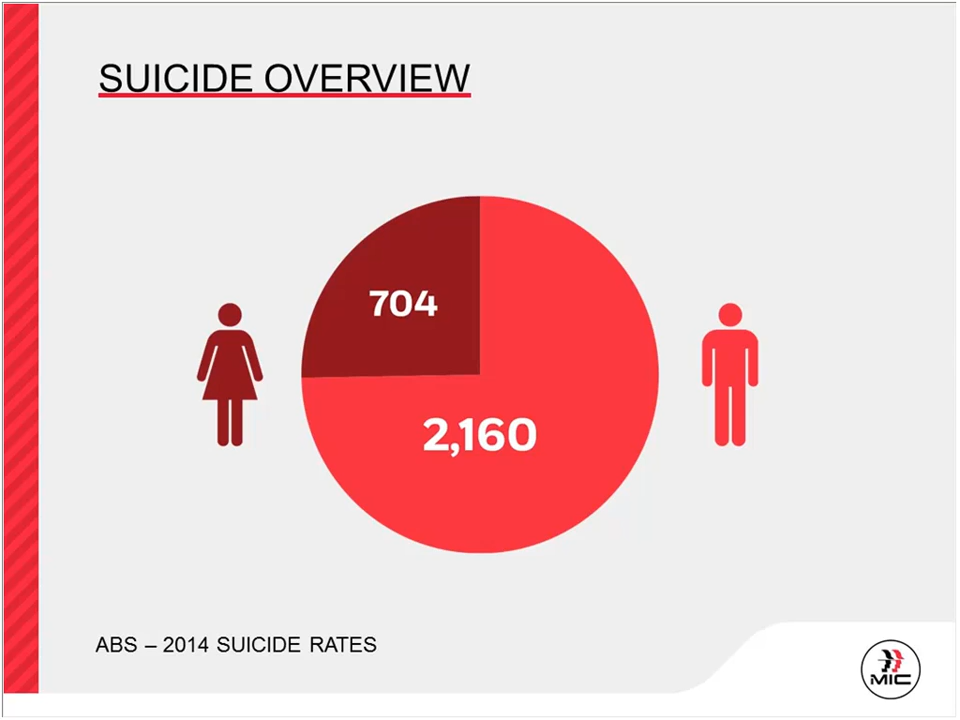 SUICIDE OVERVIEW
704
2,160
ABS – 2014 SUICIDE RATES
MIC